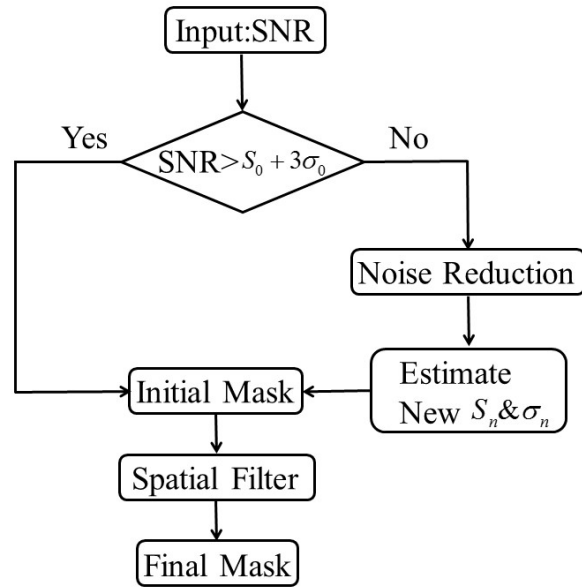 Input:SNR
Yes
No
SNR>S₀ + 3σ₀
Noise Reduction
Estimate
New Sₙ&σₙ
Initial Mask
Spatial Filter
Final Mask